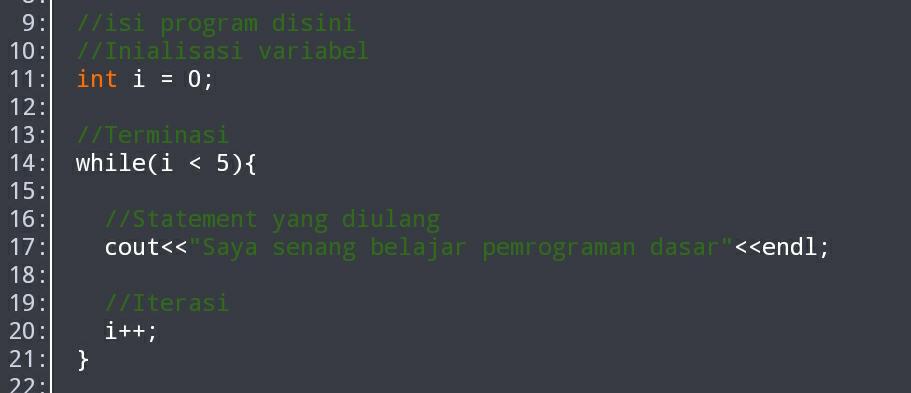 9: //isi program disini
10: //Inialisasi variabel
11: int i = 0;
12:
13: //Terminasi
14: while(i < 5){
15:
16: //Statement yang diulang
17: cout<<"Saya senang belajar pemrograman dasar"<<endl;
18:
19: //Iterasi
20: i++;
21: }
22: